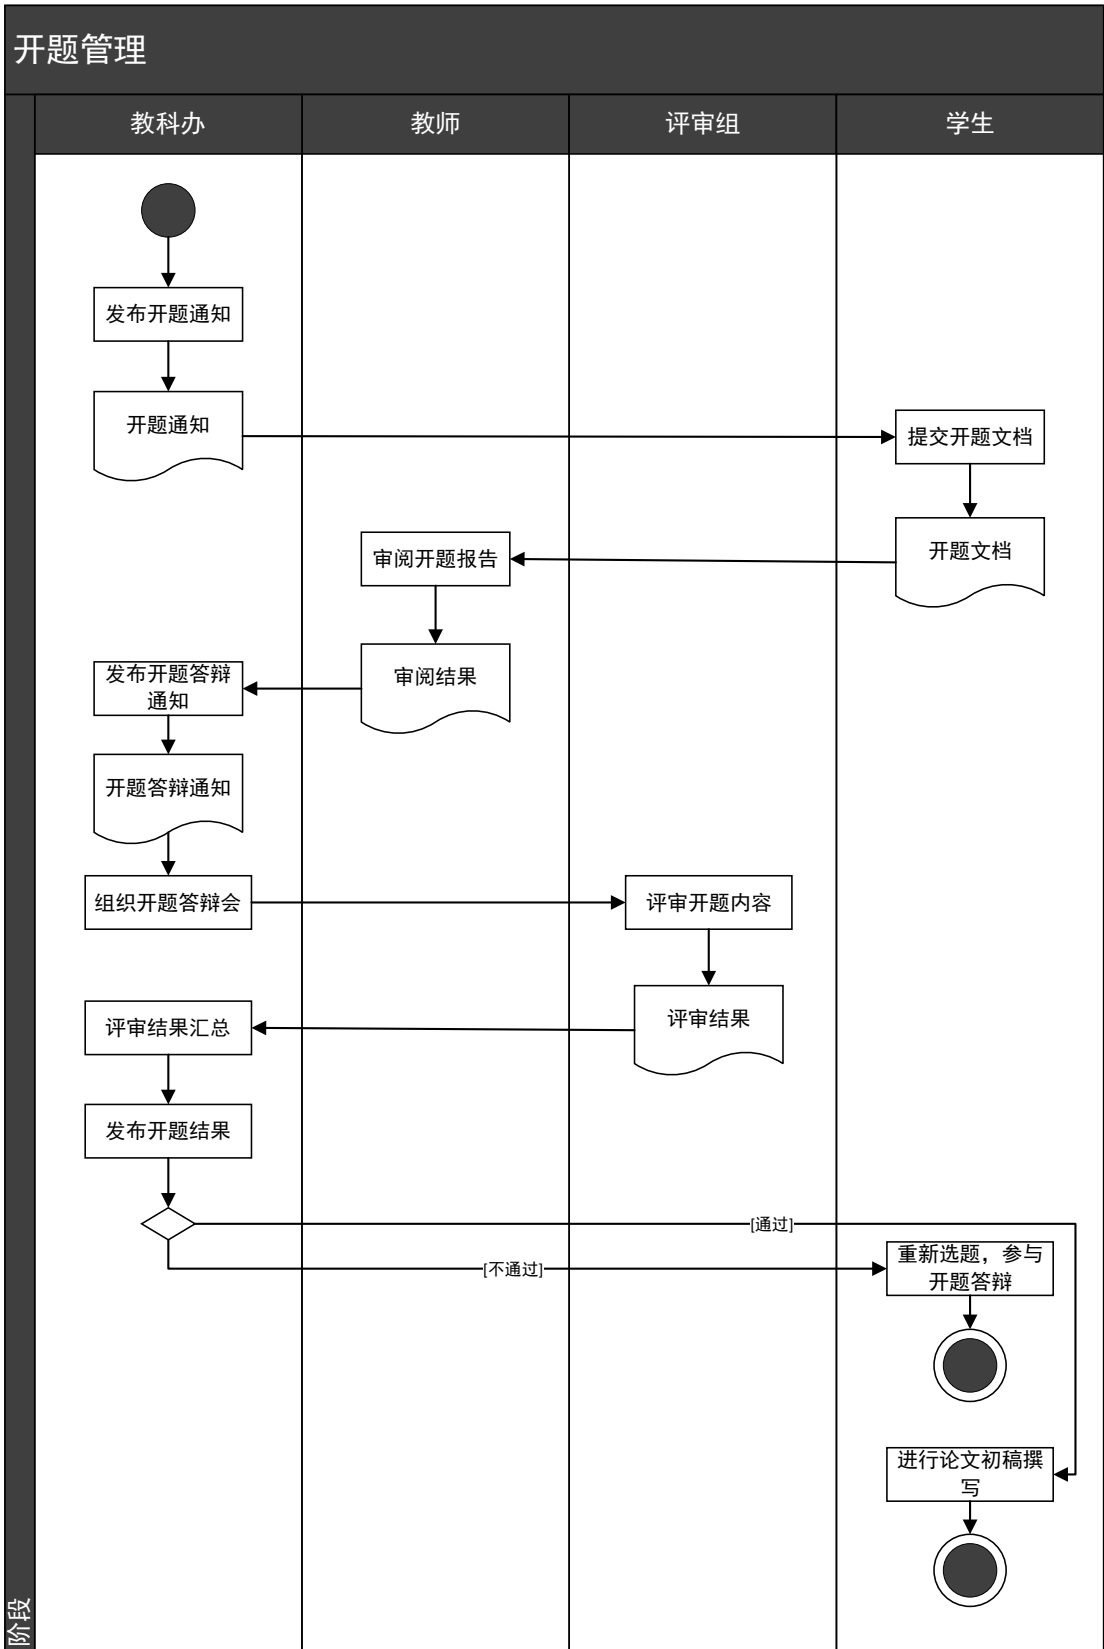 开题管理
教科办
教师
评审组
学生
发布开题通知
开题通知
提交开题文档
开题文档
审阅开题报告
审阅结果
发布开题答辩
通知
开题答辩通知
组织开题答辩会
评审开题内容
评审结果
评审结果汇总
发布开题结果
[通过]
[不通过]
重新选题，参与
开题答辩
进行论文初稿撰
写
阶段